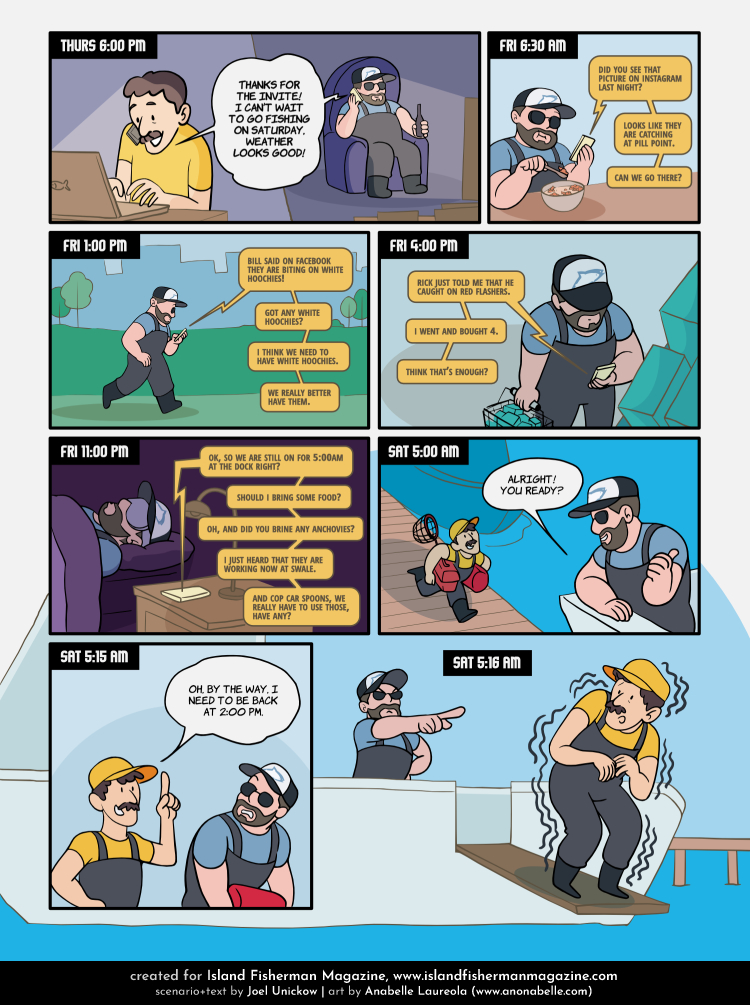 THURS 6:00 PM
THANKS FOR
THE INVITE!
I CAN'T WAIT
TO GO FISHING
ON SATURDAY.
WEATHER
LOOKS GOOD!
FRI 6:30 AM
DID YOU SEE THAT
PICTURE ON INSTAGRAM
LAST NIGHT?
LOOKS LIKE THEY
ARE CATCHING
AT PILL POINT.
CAN WE GO THERE?
FRI 1:00 PM
BILL SAID ON FACEBOOK
THEY ARE BITING ON WHITE
HOOCHIES!
GOT ANY WHITE
HOOCHIES?
I THINK WE NEED TO
HAVE WHITE HOOCHIES.
WE REALLY BETTER
HAVE THEM.
FRI 4:00 PM
RICK JUST TOLD ME THAT HE
CAUGHT ON RED FLASHERS.
I WENT AND BOUGHT 4.
THINK THAT'S ENOUGH?
FRI 11:00 PM
OK, SO WE ARE STILL ON FOR 5:00AM
AT THE DOCK RIGHT?
SHOULD I BRING SOME FOOD?
OH, AND DID YOU BRINE ANY ANCHOVIES?
I JUST HEARD THAT THEY ARE
WORKING NOW AT SWALE.
AND COP CAR SPOONS, WE
REALLY HAVE TO USE THOSE,
HAVE ANY?
SAT 5:00 AM
ALRIGHT!
YOU READY?
SAT 5:15 AM
OH, BY THE WAY, I
NEED TO BE BACK
AT 2:00 PM.
SAT 5:16 AM
created for Island Fisherman Magazine, www.islandfishermanmagazine.com
scenario+text by Joel Unickow | art by Anabelle Laureola (www.anonabelle.com)